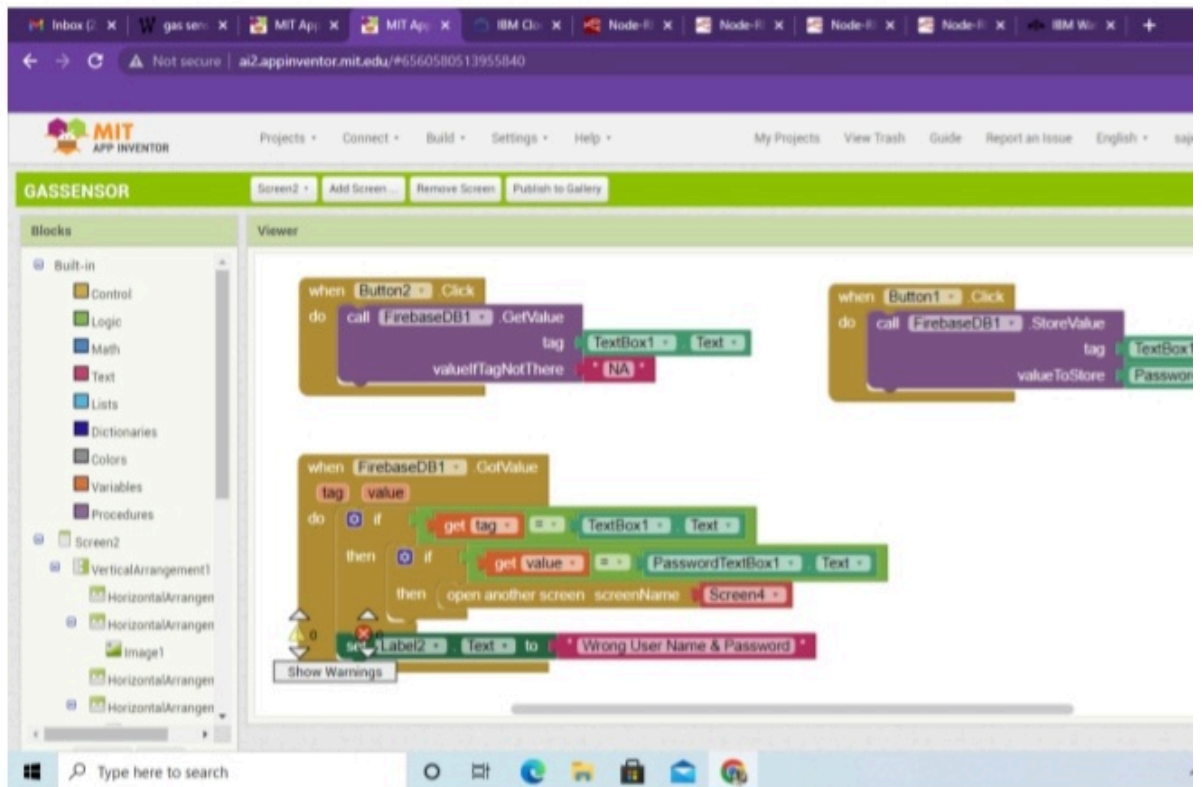 Inbox (2
gas sens
MIT App
MIT App
IBM Clo
Node-R
Node-R
Node-R
Node-R
IBM Wa
Not secure | ai2.appinventor.mit.edu/#6560580513955840
MIT
APP INVENTOR
Projects
Connect
Build
Settings
Help
My Projects
View Trash
Guide
Report an Issue
English
GASSENSOR
Screen2
Add Screen ...
Remove Screen
Publish to Gallery
Blocks
Viewer
Built-in
Control
Logic
Math
Text
Lists
Dictionaries
Colors
Variables
Procedures
Screen2
VerticalArrangement1
HorizontalArrangen
HorizontalArrangen
Image1
HorizontalArrangen
HorizontalArrangen
when Button2 .Click
do call FirebaseDB1 .GetValue
tag TextBox1 . Text
valueIfTagNotThere " NA "
when Button1 .Click
do call FirebaseDB1 .StoreValue
tag TextBox1
valueToStore Password
when FirebaseDB1 .GotValue
tag value
do if get tag = TextBox1 . Text
then if get value = PasswordTextBox1 . Text
then open another screen screenName Screen4
set Label2 . Text to " Wrong User Name & Password "
0
0
Show Warnings
Type here to search